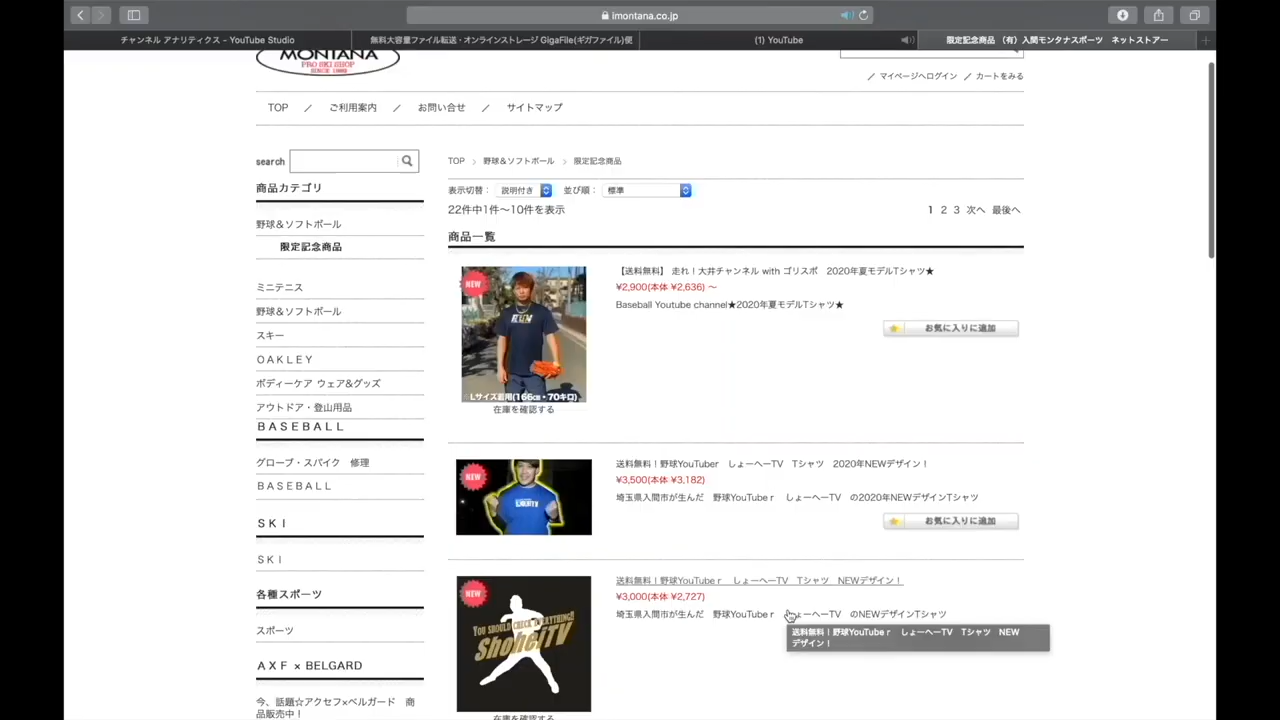 imontana.co.jp
チャンネル アナリティクス - YouTube Studio
無料大容量ファイル転送・オンラインストレージ GigaFile(ギガファイル)便
(1) YouTube
限定記念商品 (有)入間モンタナスポーツ ネットストアー
MONTANA
PRO SKI SHOP
／ マイページへログイン ／ カートをみる
TOP ／ ご利用案内 ／ お問い合せ ／ サイトマップ
search
商品カテゴリ
野球&ソフトボール
限定記念商品
ミニテニス
野球&ソフトボール
スキー
OAKLEY
ボディーケア ウェア&グッズ
アウトドア・登山用品
BASEBALL
グローブ・スパイク 修理
BASEBALL
SKI
SKI
各種スポーツ
スポーツ
AXF × BELGARD
今、話題☆アクセフ×ベルガード 商
品販売中！
TOP > 野球&ソフトボール > 限定記念商品
表示切替： 説明付き 並び順： 標準
22件中1件〜10件を表示
1 2 3 次へ 最後へ
商品一覧
NEW
RUN
Lサイズ着用(166㎝・70キロ)
在庫を確認する
【送料無料】 走れ！大井チャンネル with ゴリスポ 2020年夏モデルTシャツ★
¥2,900(本体 ¥2,636) 〜
Baseball Youtube channel★2020年夏モデルTシャツ★
お気に入りに追加
NEW
送料無料！野球YouTuber しょーへーTV Tシャツ 2020年NEWデザイン！
¥3,500(本体 ¥3,182)
埼玉県入間市が生んだ 野球YouTubeｒ しょーへーTV の2020年NEWデザインTシャツ
お気に入りに追加
NEW
YOU SHOULD CHECK EVERYTHING!!
ShoheiTV
在庫を確認する
送料無料！野球YouTubeｒ しょーへーTV Tシャツ NEWデザイン！
¥3,000(本体 ¥2,727)
埼玉県入間市が生んだ 野球YouTubeｒ しょーへーTV のNEWデザインTシャツ
送料無料！野球YouTubeｒ しょーへーTV Tシャツ NEW
デザイン！